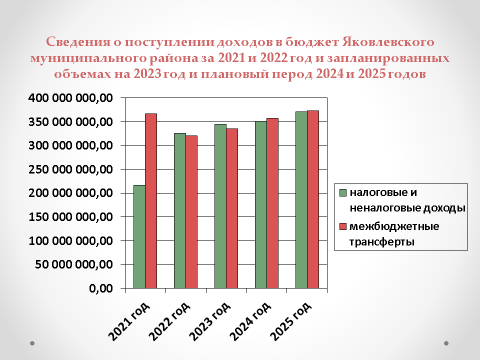 Сведения о поступлении доходов в бюджет Яковлевского
муниципального района за 2021 и 2022 год и запланированных
объемах на 2023 год и плановый перод 2024 и 2025 годов
400 000 000,00
350 000 000,00
300 000 000,00
250 000 000,00
200 000 000,00
150 000 000,00
100 000 000,00
50 000 000,00
0,00
2021 год
2022 год
2023 год
2024 год
2025 год
налоговые и
неналоговые доходы
межбюджетные
трансферты